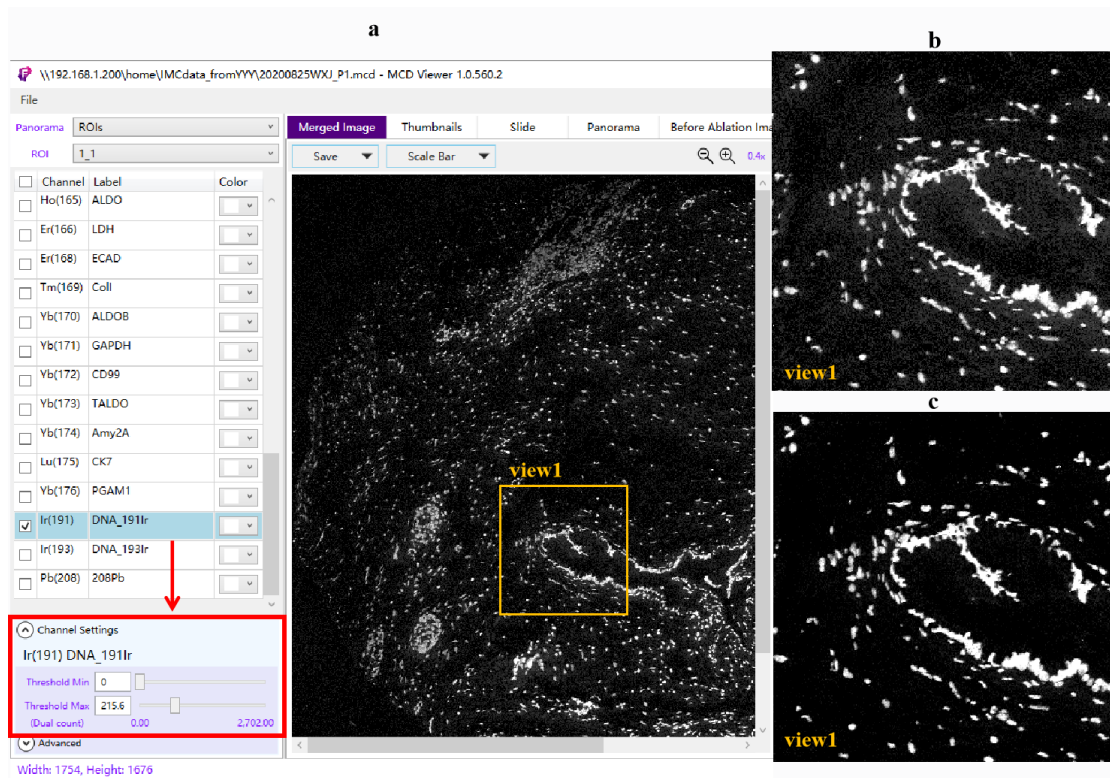 a
b
\\192.168.1.200\home\IMCdata_fromYYY\20200825WXJ_P1.mcd - MCD Viewer 1.0.560.2
File
Panorama ROIs
ROI 1_1
Merged Image Thumbnails Slide Panorama Before Ablation Ima
Save Scale Bar 0.4x
Channel Label Color
Ho(165) ALDO
Er(166) LDH
Er(168) ECAD
Tm(169) Coll
Yb(170) ALDOB
Yb(171) GAPDH
Yb(172) CD99
Yb(173) TALDO
Yb(174) Amy2A
Lu(175) CK7
Yb(176) PGAM1
Ir(191) DNA_191Ir
Ir(193) DNA_193Ir
Pb(208) 208Pb
Channel Settings
Ir(191) DNA_191Ir
Threshold Min 0
Threshold Max 215.6
(Dual count) 0.00 2,702.00
Advanced
Width: 1754, Height: 1676
view1
view1
c
view1